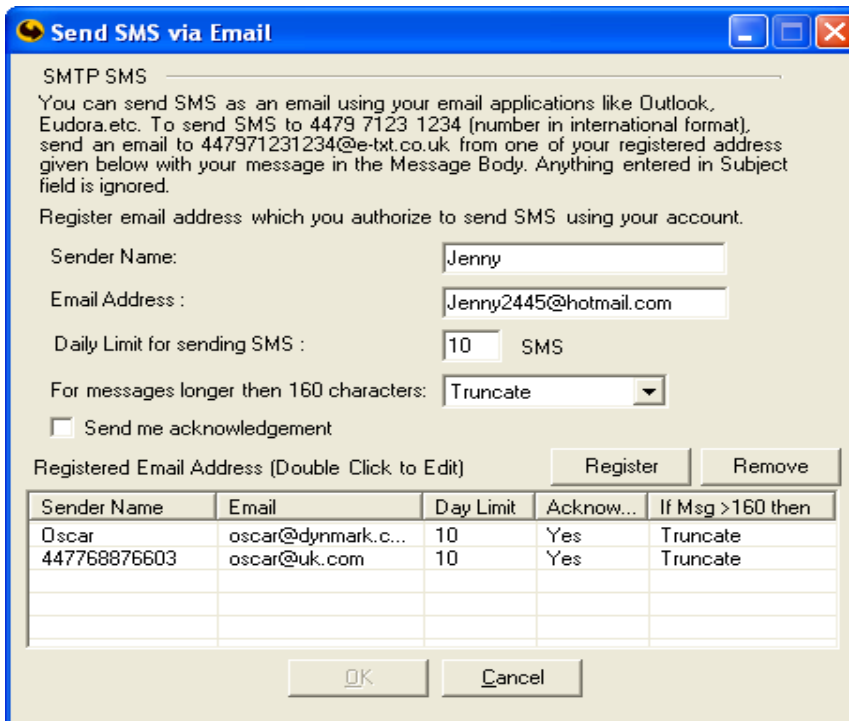 Send SMS via Email
SMTP SMS
You can send SMS as an email using your email applications like Outlook,
Eudora.etc. To send SMS to 4479 7123 1234 (number in international format),
send an email to 447971231234@e-txt.co.uk from one of your registered address
given below with your message in the Message Body. Anything entered in Subject
field is ignored.
Register email address which you authorize to send SMS using your account.
Sender Name: Jenny
Email Address : Jenny2445@hotmail.com
Daily Limit for sending SMS : 10 SMS
For messages longer then 160 characters: Truncate
Send me acknowledgement
Registered Email Address (Double Click to Edit) Register Remove
Sender Name Email Day Limit Acknow... If Msg >160 then
Oscar oscar@dynmark.c... 10 Yes Truncate
447768876603 oscar@uk.com 10 Yes Truncate
OK Cancel